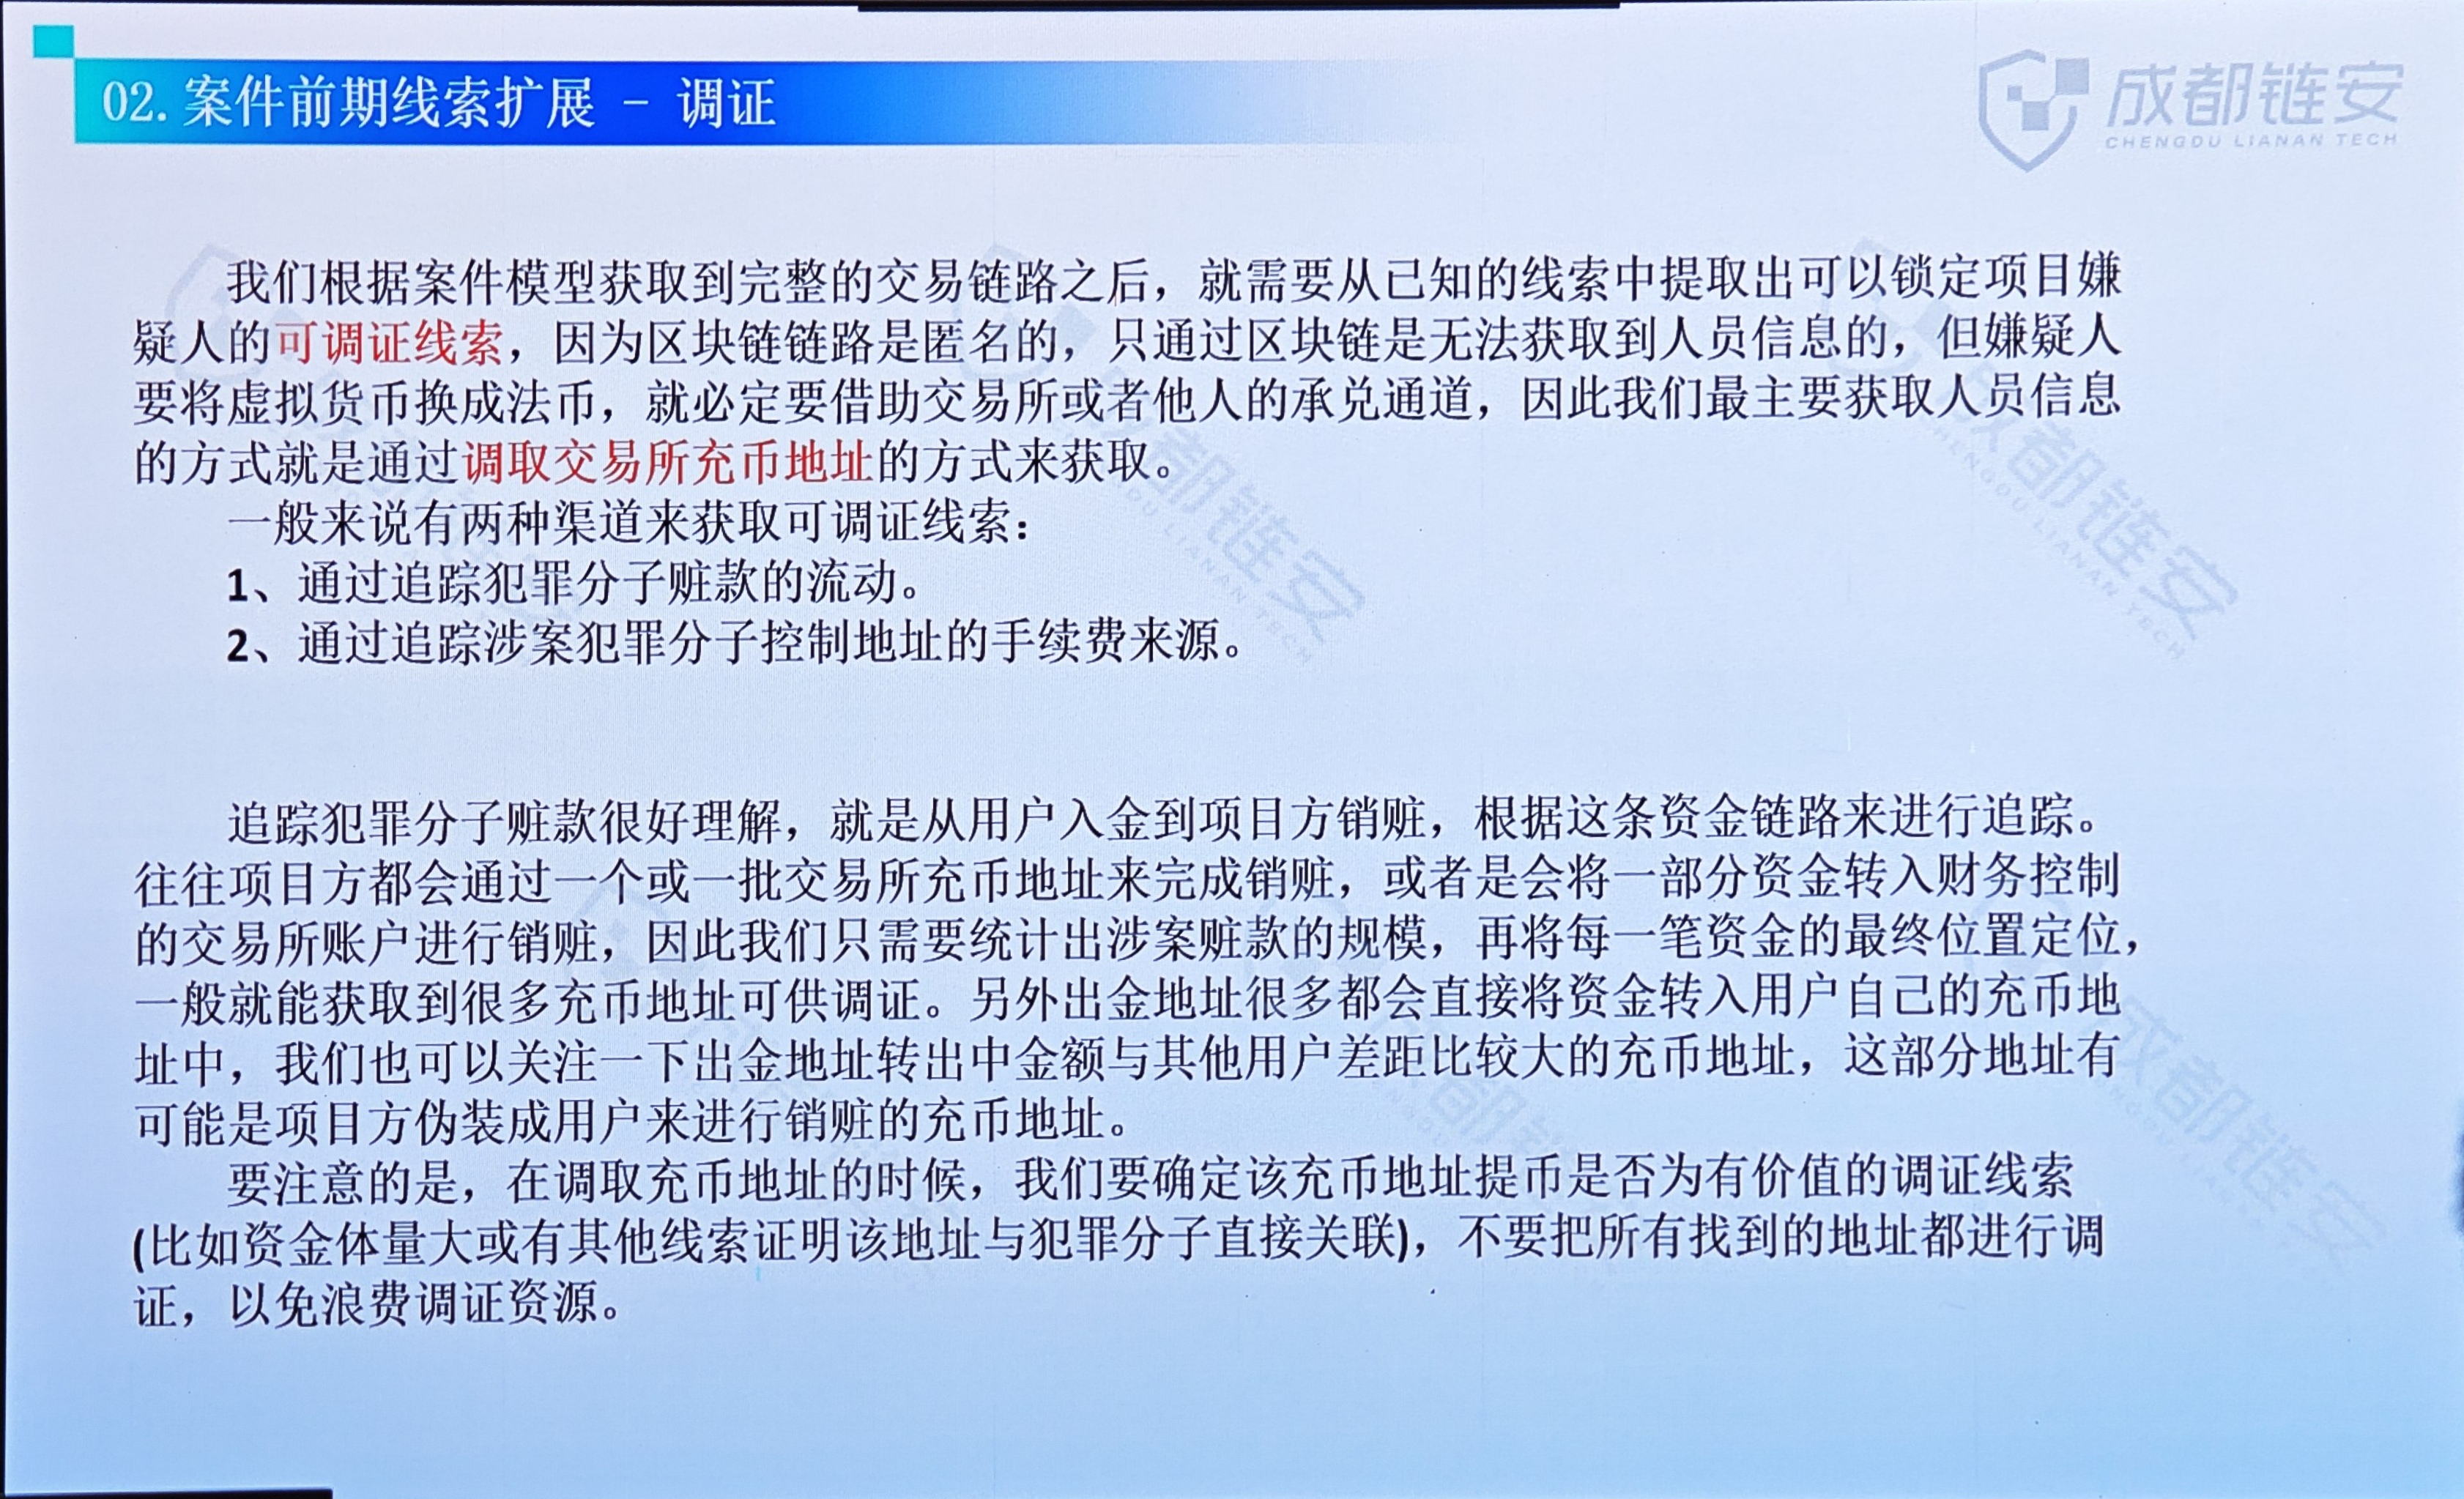 02.案件前期线索扩展 - 调证
成都链安
CHENGDU LIANAN TECH
我们根据案件模型获取到完整的交易链路之后，就需要从已知的线索中提取出可以锁定项目嫌
疑人的可调证线索，因为区块链链路是匿名的，只通过区块链是无法获取到人员信息的，但嫌疑人
要将虚拟货币换成法币，就必定要借助交易所或者他人的承兑通道，因此我们最主要获取人员信息
的方式就是通过调取交易所充币地址的方式来获取。
一般来说有两种渠道来获取可调证线索：
1、通过追踪犯罪分子赃款的流动。
2、通过追踪涉案犯罪分子控制地址的手续费来源。
追踪犯罪分子赃款很好理解，就是从用户入金到项目方销赃，根据这条资金链路来进行追踪。
往往项目方都会通过一个或一批交易所充币地址来完成销赃，或者是会将一部分资金转入财务控制
的交易所账户进行销赃，因此我们只需要统计出涉案赃款的规模，再将每一笔资金的最终位置定位，
一般就能获取到很多充币地址可供调证。另外出金地址很多都会直接将资金转入用户自己的充币地
址中，我们也可以关注一下出金地址转出中金额与其他用户差距比较大的充币地址，这部分地址有
可能是项目方伪装成用户来进行销赃的充币地址。
要注意的是，在调取充币地址的时候，我们要确定该充币地址提币是否为有价值的调证线索
(比如资金体量大或有其他线索证明该地址与犯罪分子直接关联)，不要把所有找到的地址都进行调
证，以免浪费调证资源。